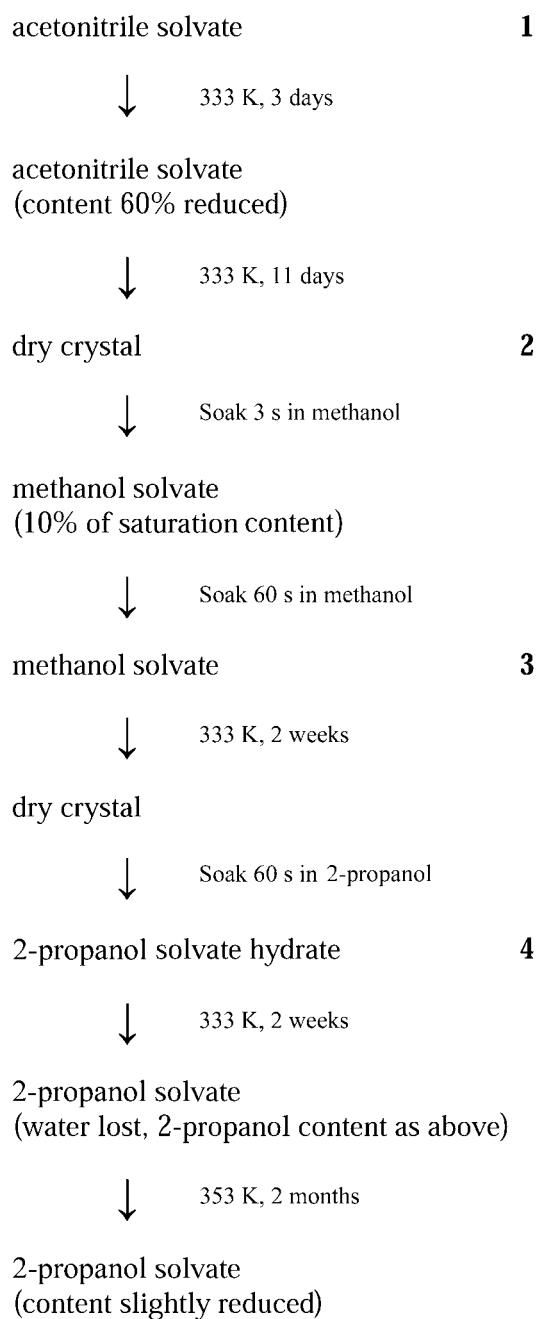 acetonitrile solvate 1
↓ 333 K, 3 days
acetonitrile solvate
(content 60% reduced)
↓ 333 K, 11 days
dry crystal 2
↓ Soak 3 s in methanol
methanol solvate
(10% of saturation content)
↓ Soak 60 s in methanol
methanol solvate 3
↓ 333 K, 2 weeks
dry crystal
↓ Soak 60 s in 2-propanol
2-propanol solvate hydrate 4
↓ 333 K, 2 weeks
2-propanol solvate
(water lost, 2-propanol content as above)
↓ 353 K, 2 months
2-propanol solvate
(content slightly reduced)